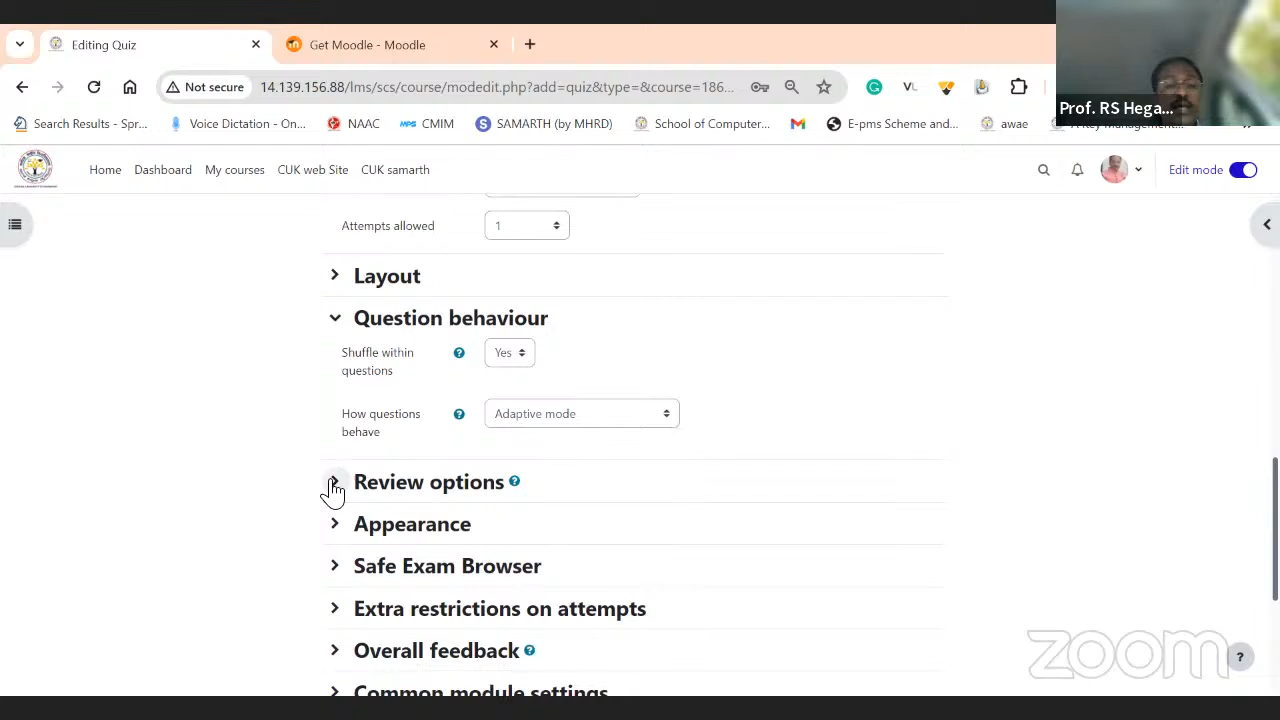 Editing Quiz
Get Moodle - Moodle
Not secure
14.139.156.88/lms/scs/course/modedit.php?add=quiz&type=&course=186...
Prof. RS Hega...
Search Results - Spr...
Voice Dictation - On...
NAAC
CMIM
SAMARTH (by MHRD)
School of Computer...
E-pms Scheme and...
awae
Home
Dashboard
My courses
CUK web Site
CUK samarth
Edit mode
Attempts allowed
1
Layout
Question behaviour
Shuffle within
questions
Yes
How questions
behave
Adaptive mode
Review options
Appearance
Safe Exam Browser
Extra restrictions on attempts
Overall feedback
Common module settings
zoom